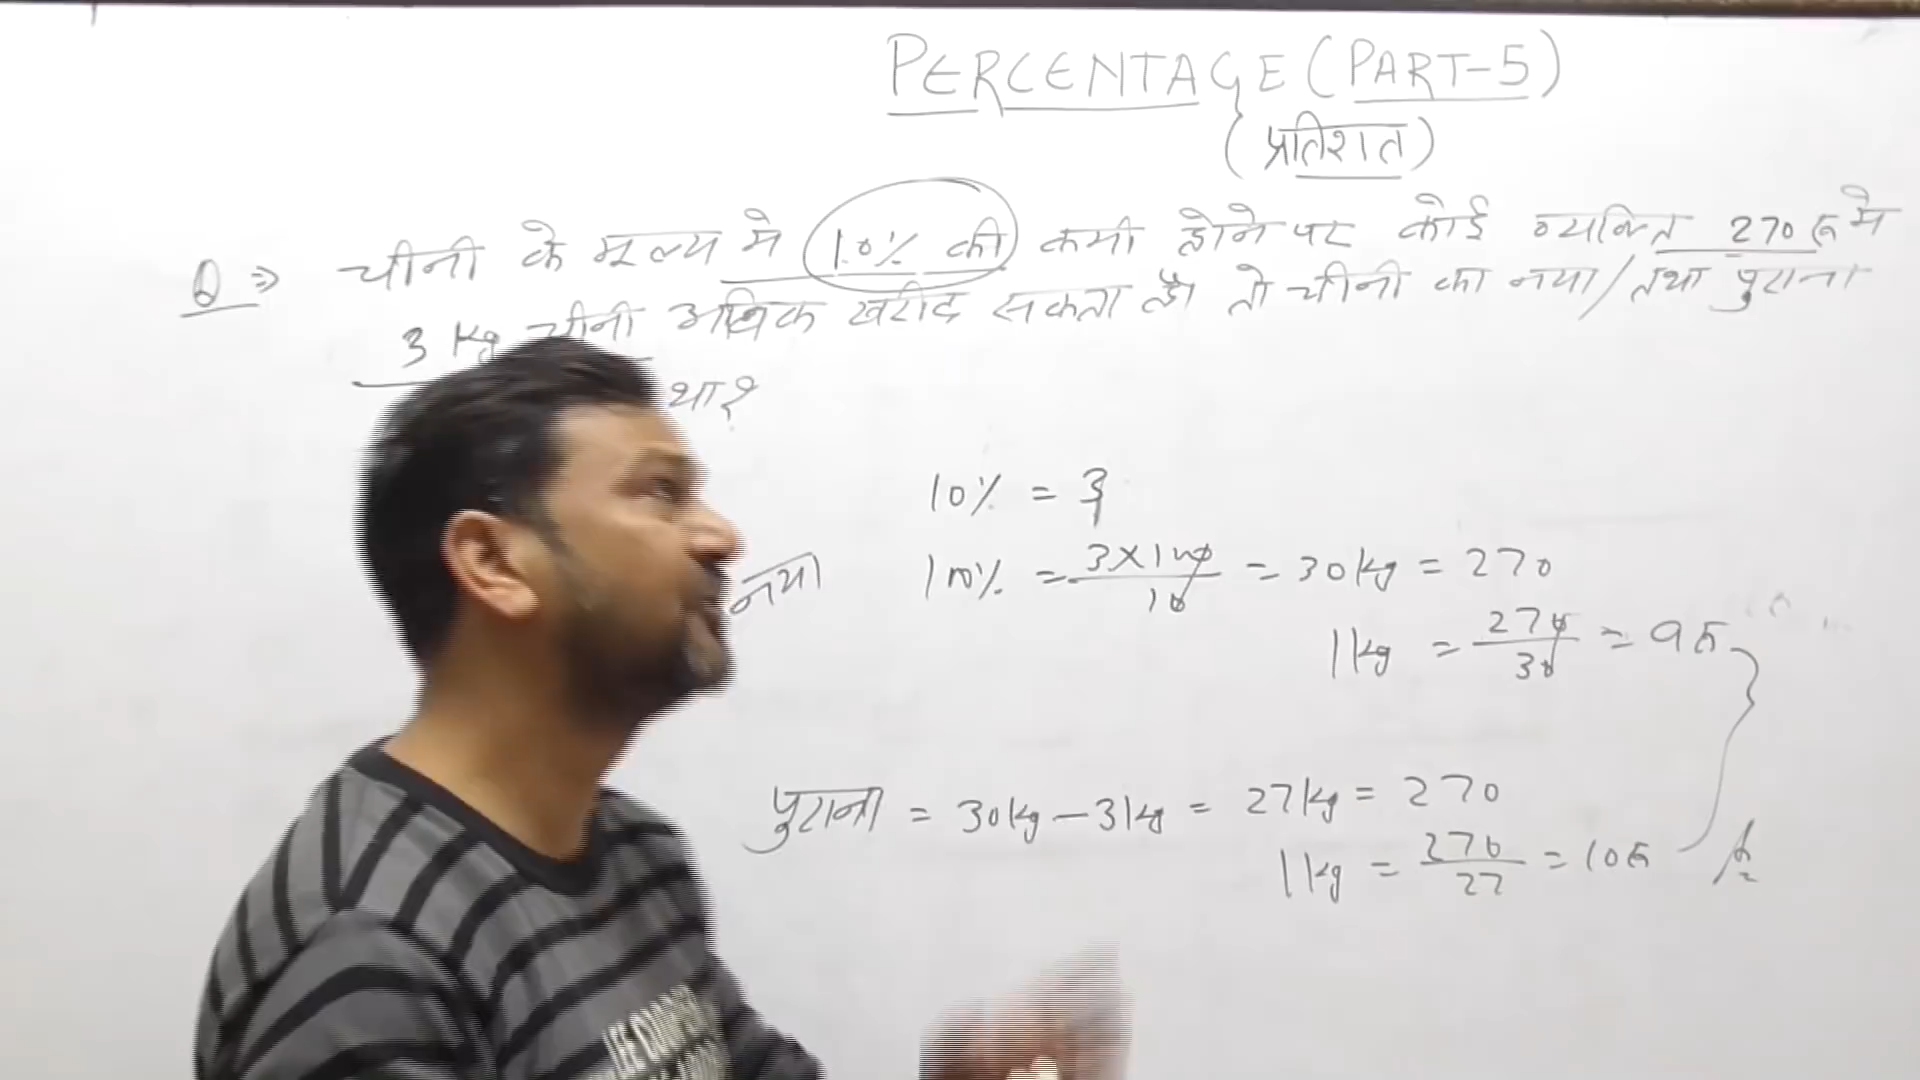 PERCENTAGE (PART-5)
(प्रतिशत)
Q ⇒ चीनी के मूल्य मे 10% की कमी होने पर कोई व्यक्ति 270 रु मे
3 kg चीनी अधिक खरीद सकता है। तो चीनी का नया/तथा पुराना
था?
10% = 3
नया 100% = 3×100/10 = 30kg = 270
1kg = 270/30 = 9रु
पुराना = 30kg - 3kg = 27kg = 270
1kg = 270/27 = 10रु